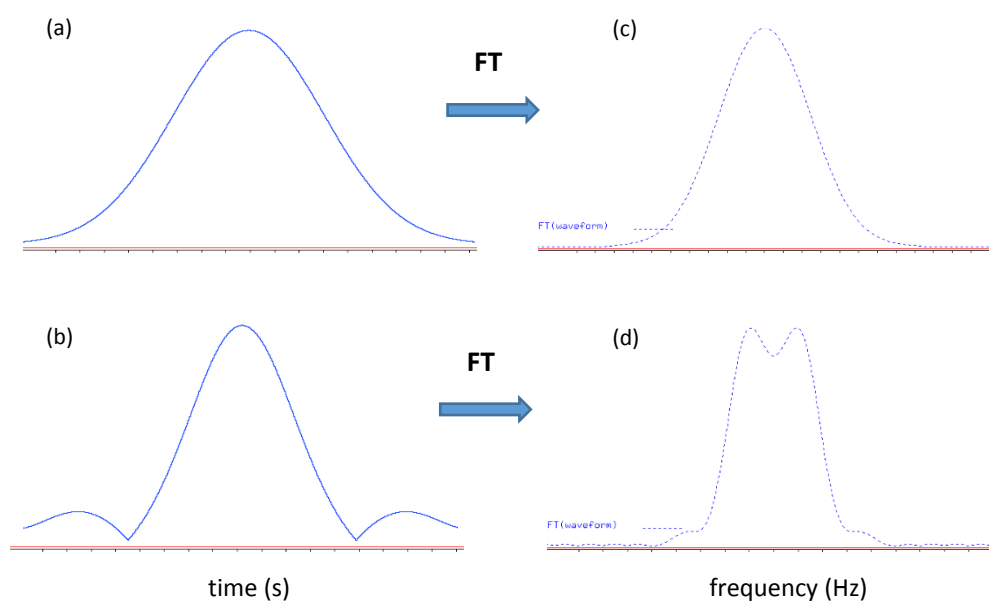 (a)
FT
(c)
FT(waveform)
(b)
FT
(d)
FT(waveform)
time (s)
frequency (Hz)